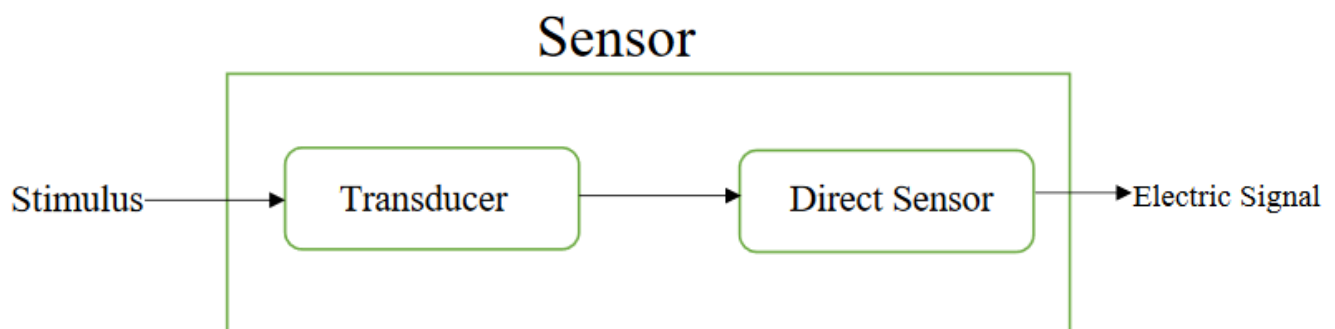 Sensor
Stimulus
Transducer
Direct Sensor
Electric Signal